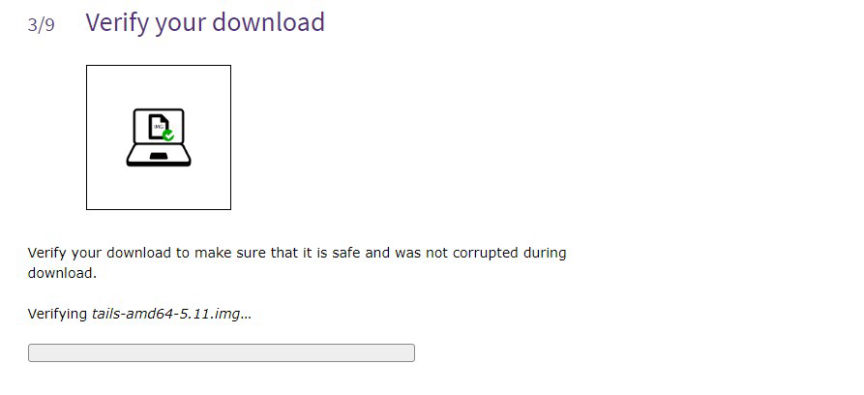 3/9 Verify your download
IMG
Verify your download to make sure that it is safe and was not corrupted during
download.
Verifying tails-amd64-5.11.img...